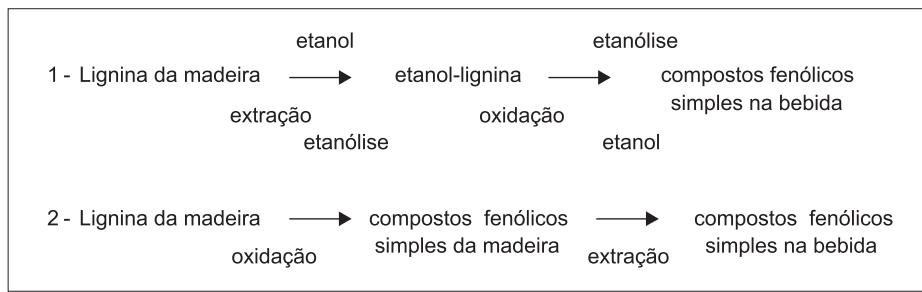 etanol etanólise
1 - Lignina da madeira etanol-lignina compostos fenólicos
simples na bebida
extração oxidação
etanólise etanol
2 - Lignina da madeira compostos fenólicos compostos fenólicos
simples da madeira simples na bebida
oxidação extração